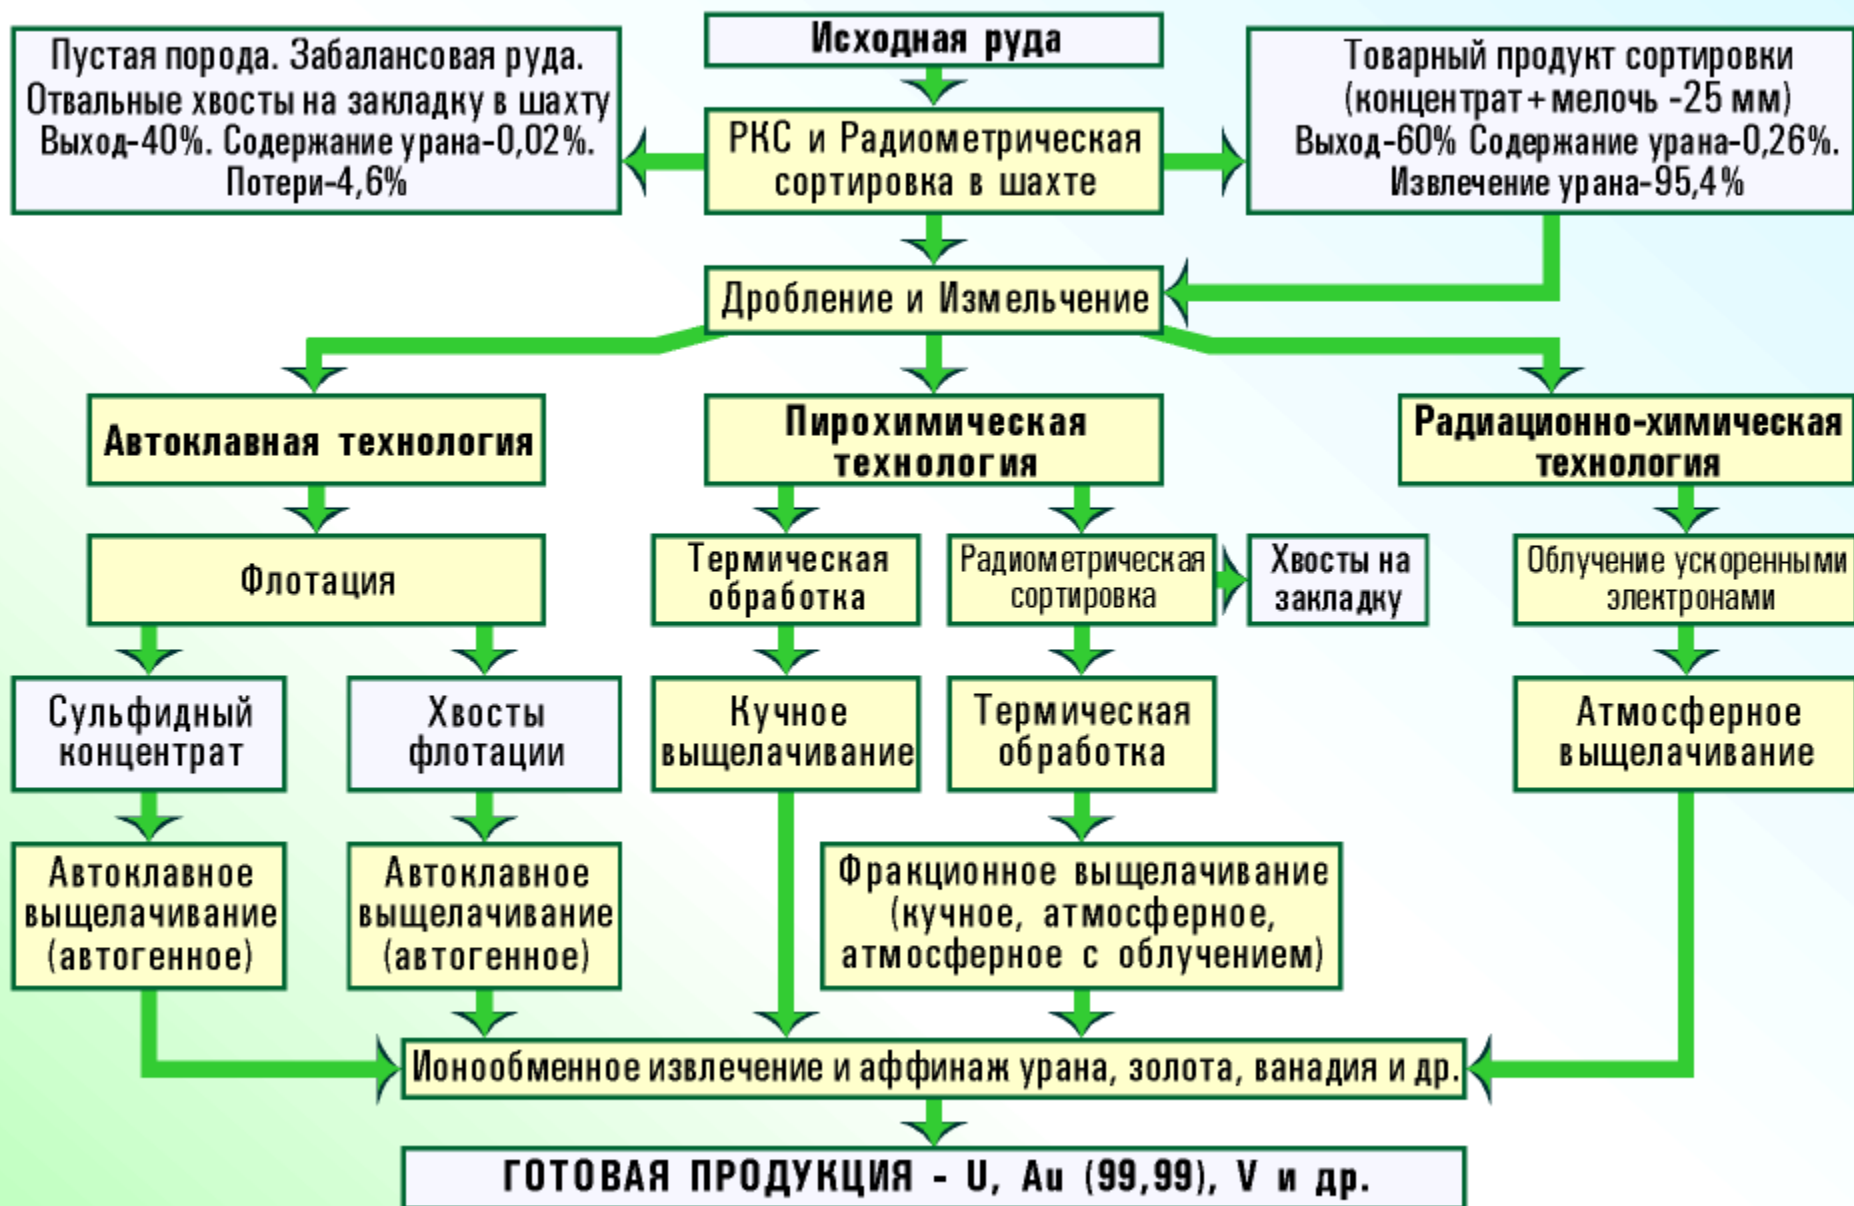 Исходная руда
Пустая порода. Забалансовая руда.
Отвальные хвосты на закладку в шахту
Выход-40%. Содержание урана-0,02%.
Потери-4,6%
РКС и Радиометрическая
сортировка в шахте
Товарный продукт сортировки
(концентрат+мелочь -25 мм)
Выход-60% Содержание урана-0,26%.
Извлечение урана-95,4%
Дробление и Измельчение
Автоклавная технология
Пирохимическая
технология
Радиационно-химическая
технология
Флотация
Термическая
обработка
Радиометрическая
сортировка
Хвосты на
закладку
Облучение ускоренными
электронами
Сульфидный
концентрат
Хвосты
флотации
Кучное
выщелачивание
Термическая
обработка
Атмосферное
выщелачивание
Автоклавное
выщелачивание
(автогенное)
Автоклавное
выщелачивание
(автогенное)
Фракционное выщелачивание
(кучное, атмосферное,
атмосферное с облучением)
Ионообменное извлечение и аффинаж урана, золота, ванадия и др.
ГОТОВАЯ ПРОДУКЦИЯ - U, Au (99,99), V и др.